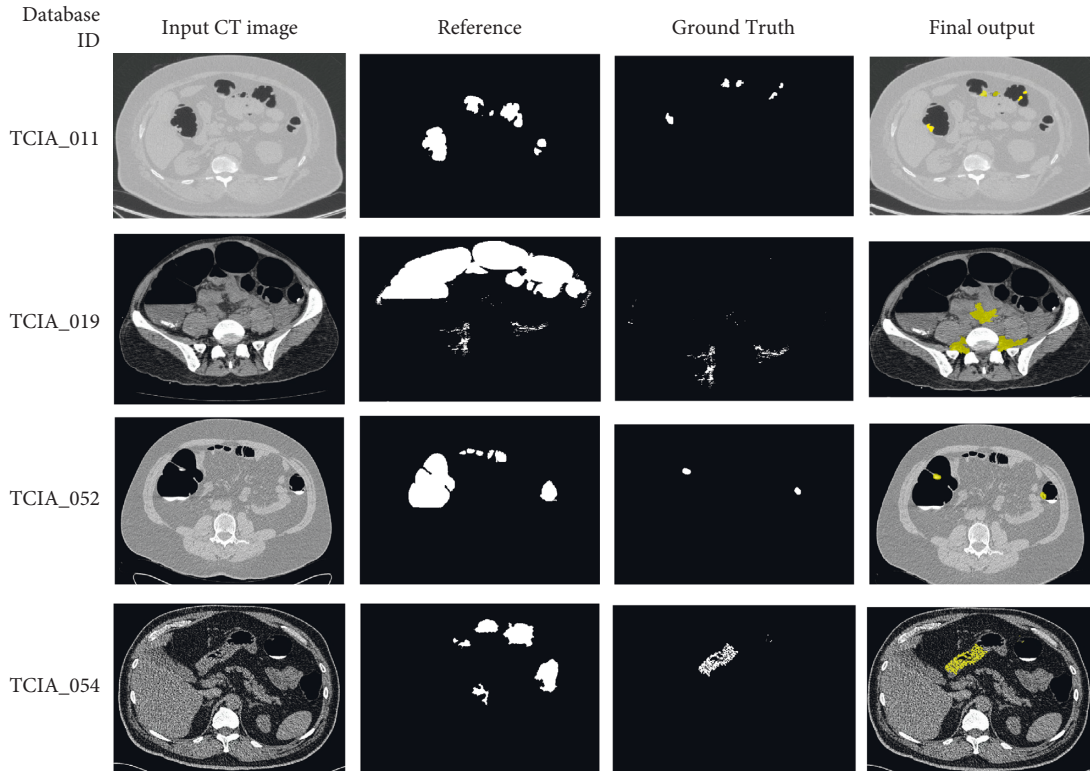 Database ID
Input CT image
Reference
Ground Truth
Final output
TCIA_011
TCIA_019
TCIA_052
TCIA_054